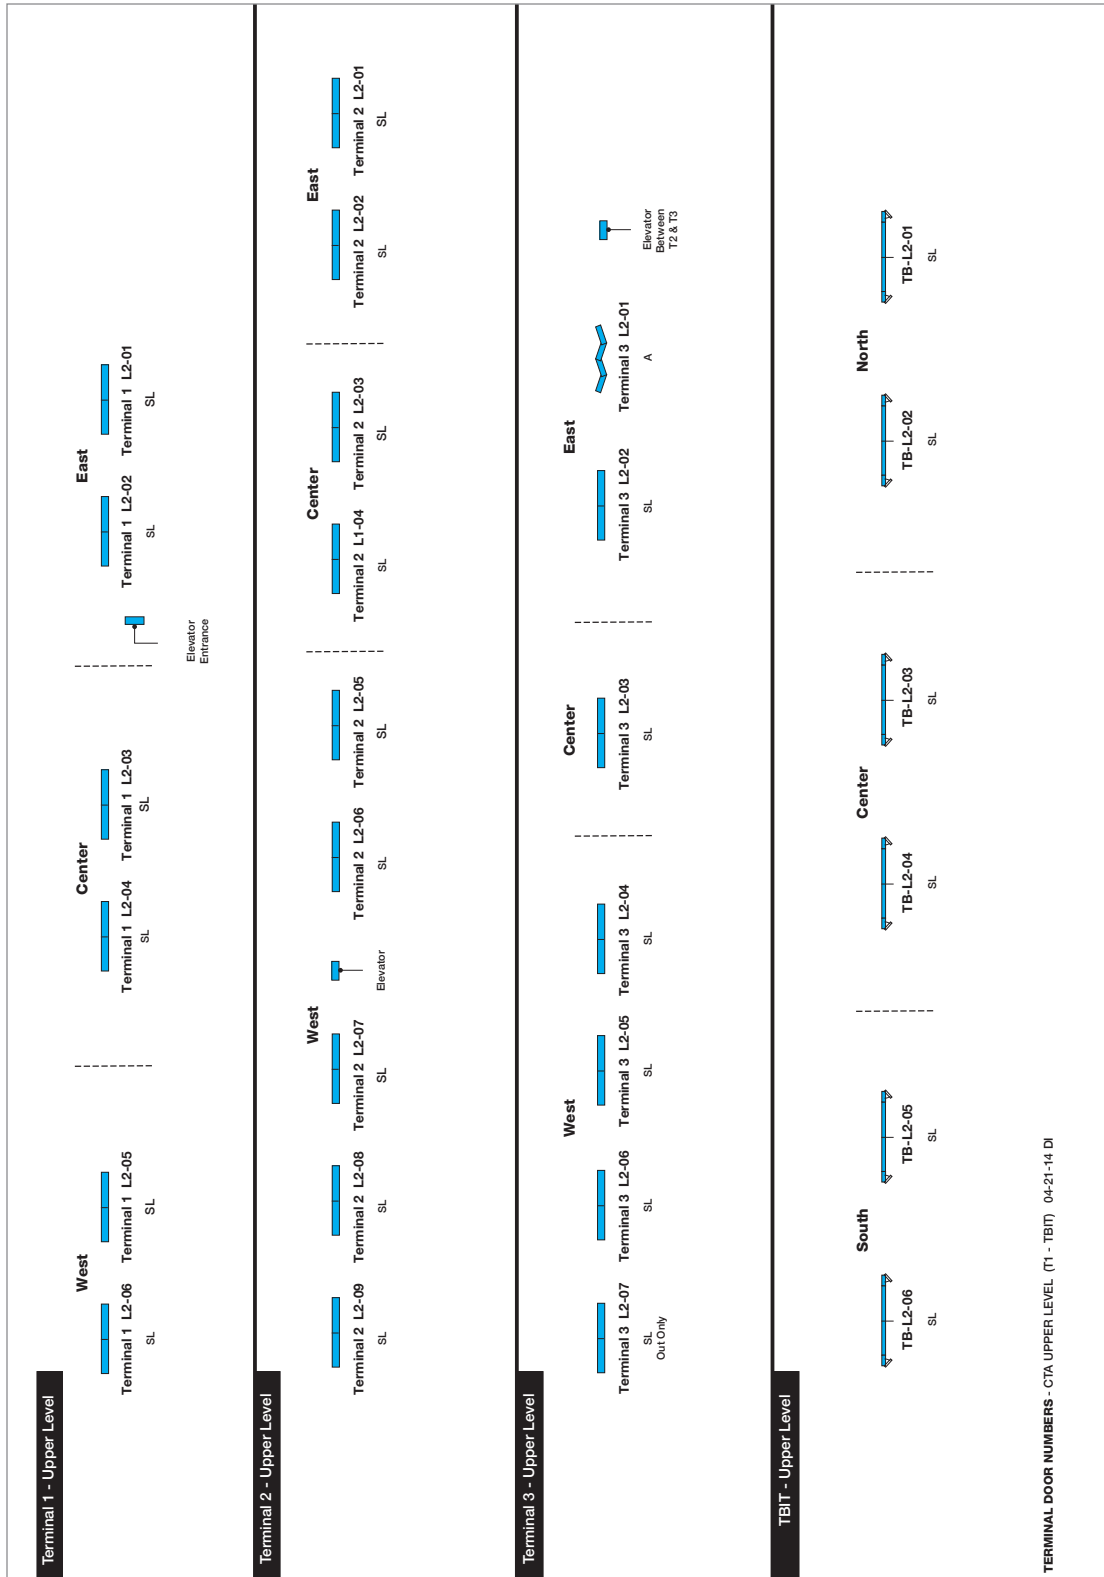 Terminal 1 - Upper Level
West
Center
East
Terminal 1 L2-06
SL
Terminal 1 L2-05
SL
Terminal 1 L2-04
SL
Terminal 1 L2-03
SL
Elevator
Entrance
Terminal 1 L2-02
SL
Terminal 1 L2-01
SL
Terminal 2 - Upper Level
West
Center
East
Terminal 2 L2-09
SL
Terminal 2 L2-08
SL
Terminal 2 L2-07
SL
Elevator
Terminal 2 L2-06
SL
Terminal 2 L2-05
SL
Terminal 2 L1-04
SL
Terminal 2 L2-03
SL
Terminal 2 L2-02
SL
Terminal 2 L2-01
SL
Terminal 3 - Upper Level
West
Center
East
Terminal 3 L2-07
SL
Out Only
Terminal 3 L2-06
SL
Terminal 3 L2-05
SL
Terminal 3 L2-04
SL
Terminal 3 L2-03
SL
Terminal 3 L2-02
SL
Terminal 3 L2-01
A
Elevator
Between
T2 & T3
TBIT - Upper Level
South
Center
North
TB-L2-06
SL
TB-L2-05
SL
TB-L2-04
SL
TB-L2-03
SL
TB-L2-02
SL
TB-L2-01
SL
TERMINAL DOOR NUMBERS - CTA UPPER LEVEL (T1 - TBIT) 04-21-14 DI